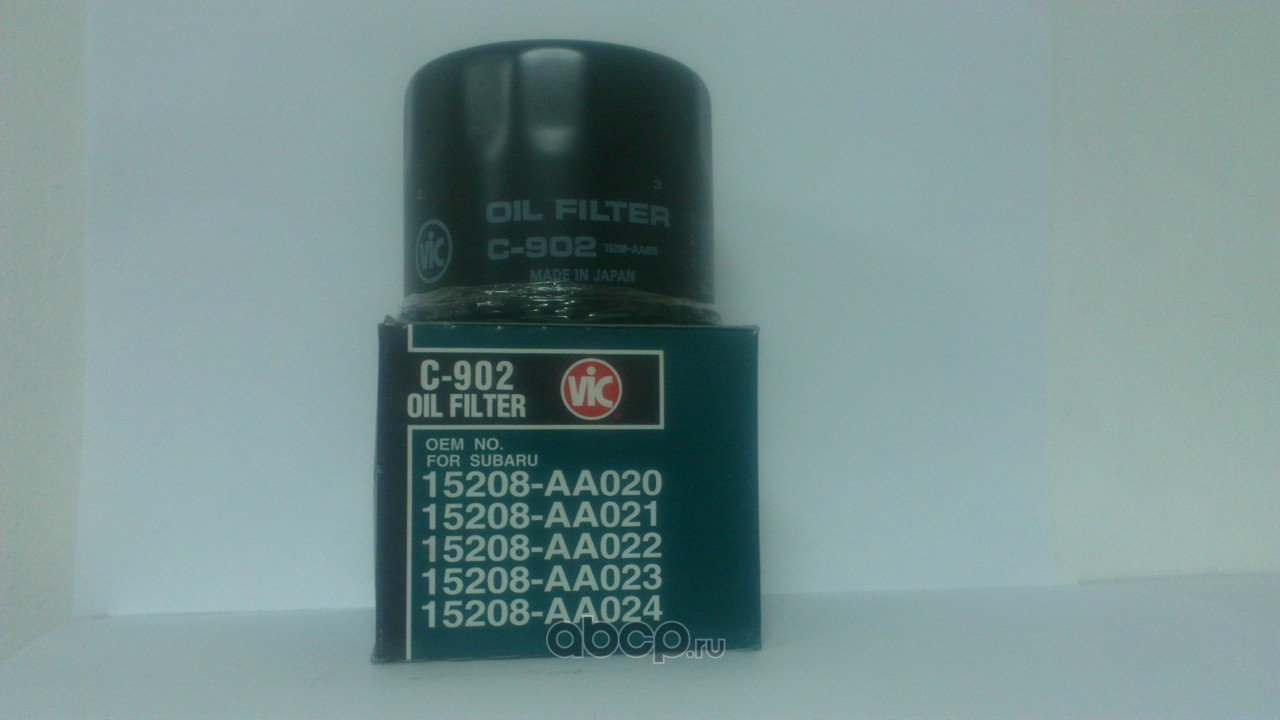 3
OIL FILTER
VIC
C-902
MADE IN JAPAN
C-902
OIL FILTER
VIC
OEM NO.
FOR SUBARU
15208-AA020
15208-AA021
15208-AA022
15208-AA023
15208-AA024
abcp.ru